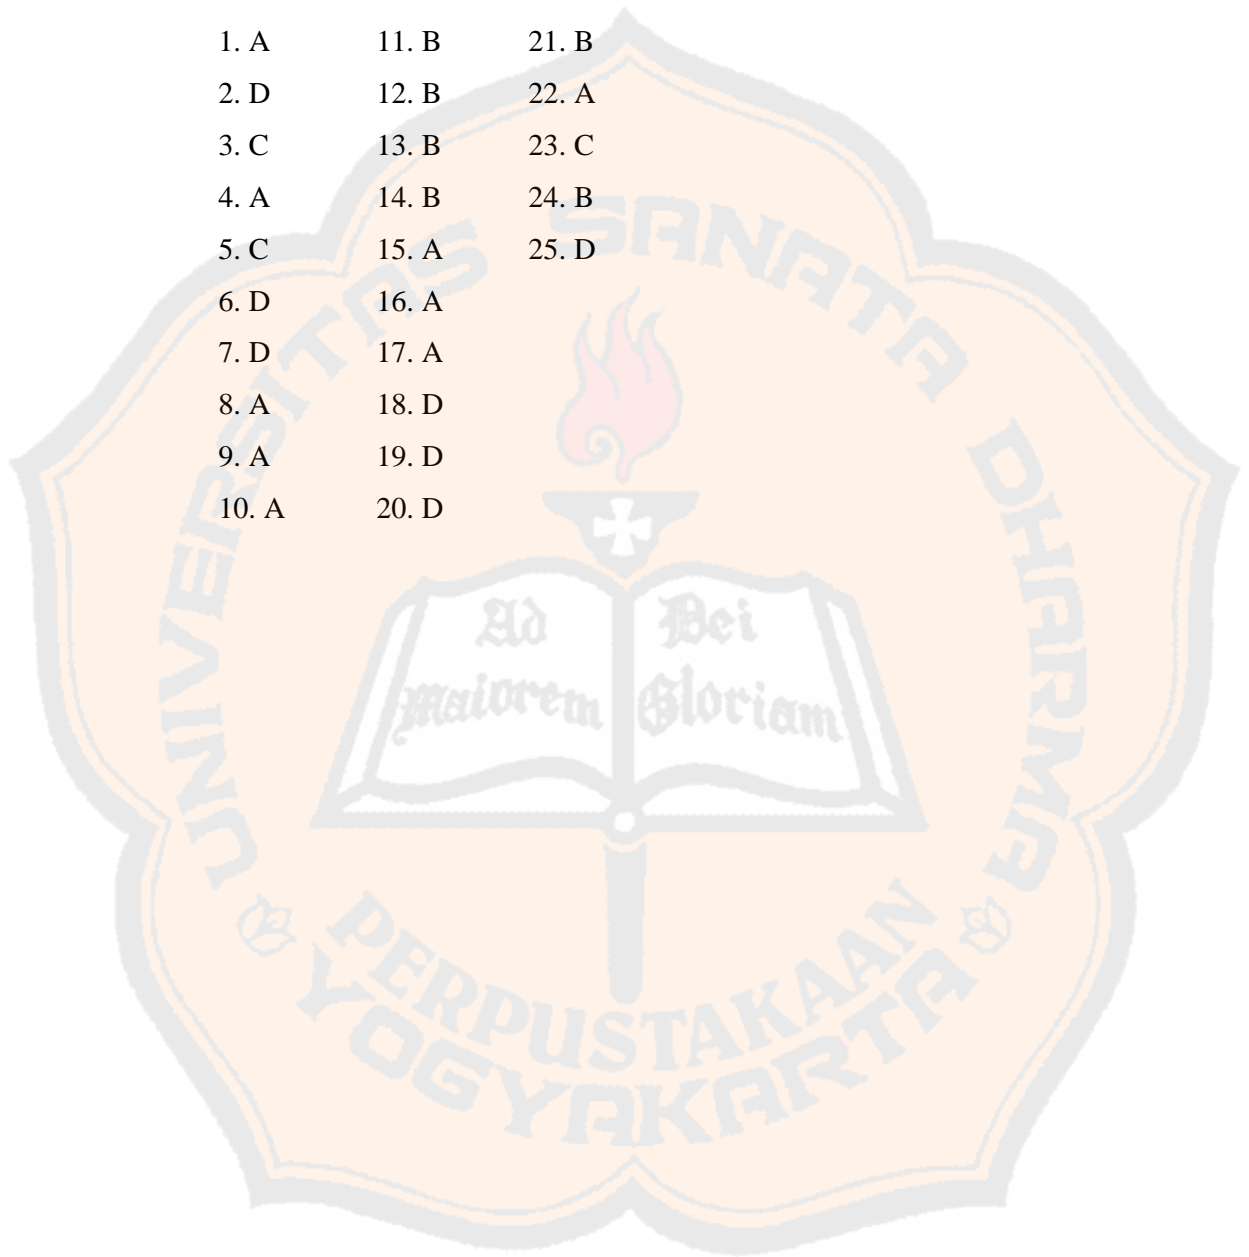 1. A 11. B 21. B
2. D 12. B 22. A
3. C 13. B 23. C
4. A 14. B 24. B
5. C 15. A 25. D
6. D 16. A
7. D 17. A
8. A 18. D
9. A 19. D
10. A 20. D
UNIVERSITAS SANATA DHARMA
Ad Dei
maiorem Gloriam
PERPUSTAKAAN
YOGYAKARTA